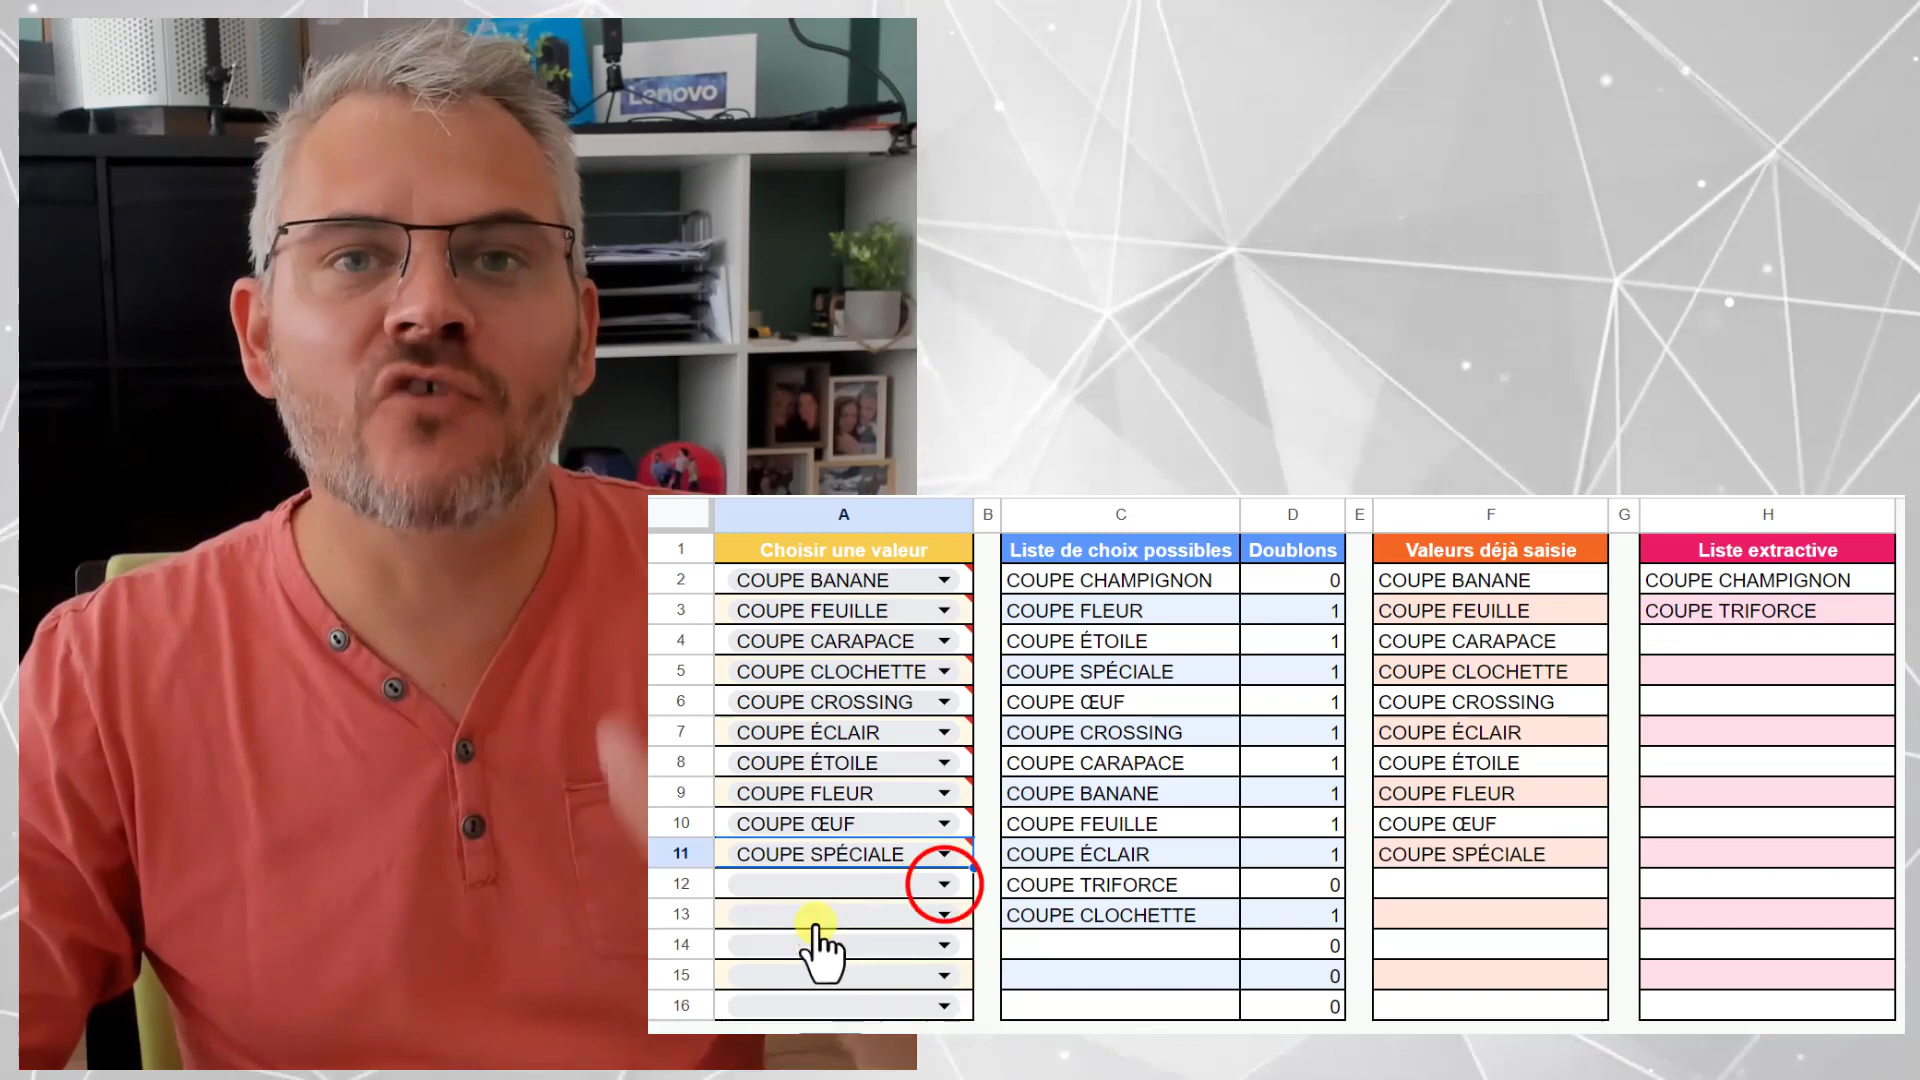 Lenovo
A B C D E F G H
1 Choisir une valeur Liste de choix possibles Doublons Valeurs déjà saisie Liste extractive
2 COUPE BANANE COUPE CHAMPIGNON 0 COUPE BANANE COUPE CHAMPIGNON
3 COUPE FEUILLE COUPE FLEUR 1 COUPE FEUILLE COUPE TRIFORCE
4 COUPE CARAPACE COUPE ÉTOILE 1 COUPE CARAPACE
5 COUPE CLOCHETTE COUPE SPÉCIALE 1 COUPE CLOCHETTE
6 COUPE CROSSING COUPE ŒUF 1 COUPE CROSSING
7 COUPE ÉCLAIR COUPE CROSSING 1 COUPE ÉCLAIR
8 COUPE ÉTOILE COUPE CARAPACE 1 COUPE ÉTOILE
9 COUPE FLEUR COUPE BANANE 1 COUPE FLEUR
10 COUPE ŒUF COUPE FEUILLE 1 COUPE ŒUF
11 COUPE SPÉCIALE COUPE ÉCLAIR 1 COUPE SPÉCIALE
12 COUPE TRIFORCE 0
13 COUPE CLOCHETTE 1
14 0
15 0
16 0